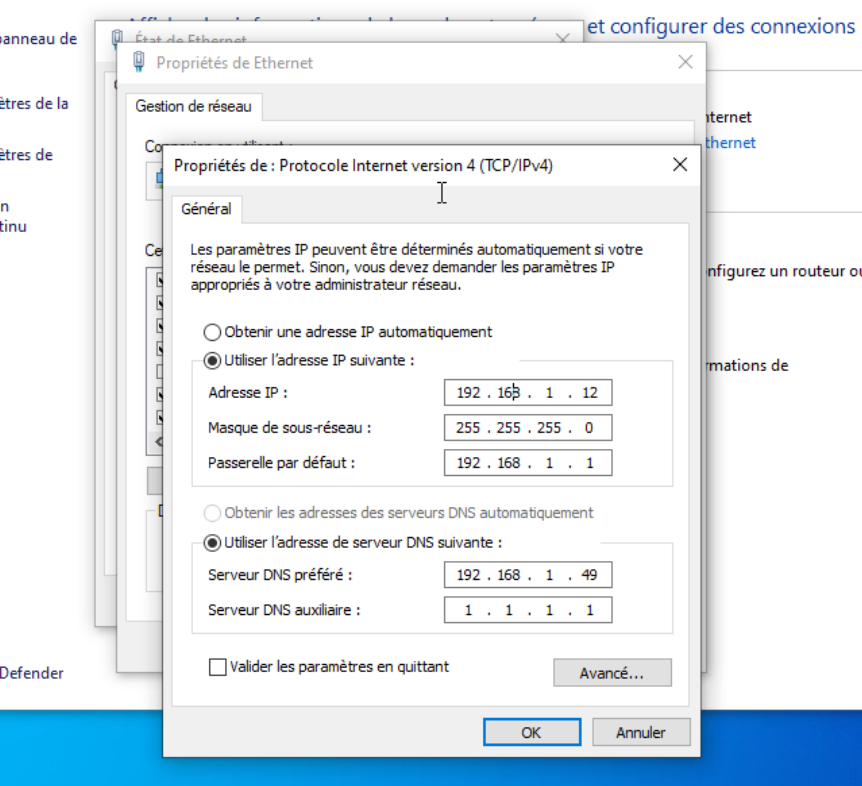 et configurer des connexions
panneau de
État de Ethernet
Propriétés de Ethernet
ètres de la
Gestion de réseau
ètres de
Propriétés de : Protocole Internet version 4 (TCP/IPv4)
Général
Les paramètres IP peuvent être déterminés automatiquement si votre
réseau le permet. Sinon, vous devez demander les paramètres IP
appropriés à votre administrateur réseau.
nfigurez un routeur ou
Obtenir une adresse IP automatiquement
Utiliser l'adresse IP suivante :
rmations de
Adresse IP : 192 . 168 . 1 . 12
Masque de sous-réseau : 255 . 255 . 255 . 0
Passerelle par défaut : 192 . 168 . 1 . 1
Obtenir les adresses des serveurs DNS automatiquement
Utiliser l'adresse de serveur DNS suivante :
Serveur DNS préféré : 192 . 168 . 1 . 49
Serveur DNS auxiliaire : 1 . 1 . 1 . 1
Valider les paramètres en quittant
Avancé...
Defender
OK
Annuler